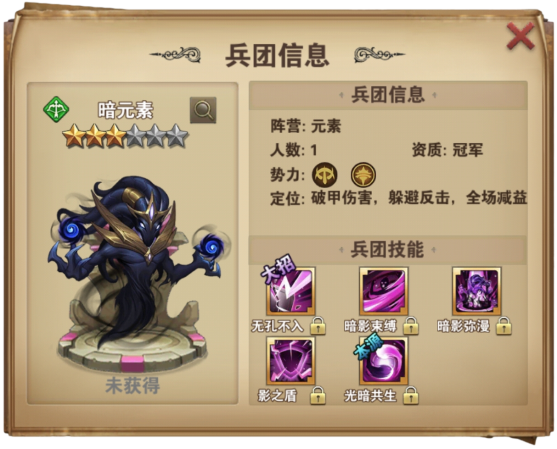 兵团信息
暗元素
未获得
兵团信息
阵营: 元素
人数: 1
资质: 冠军
势力:
定位: 破甲伤害，躲避反击，全场减益
兵团技能
大招
无孔不入
暗影束缚
暗影弥漫
影之盾
本源
光暗共生